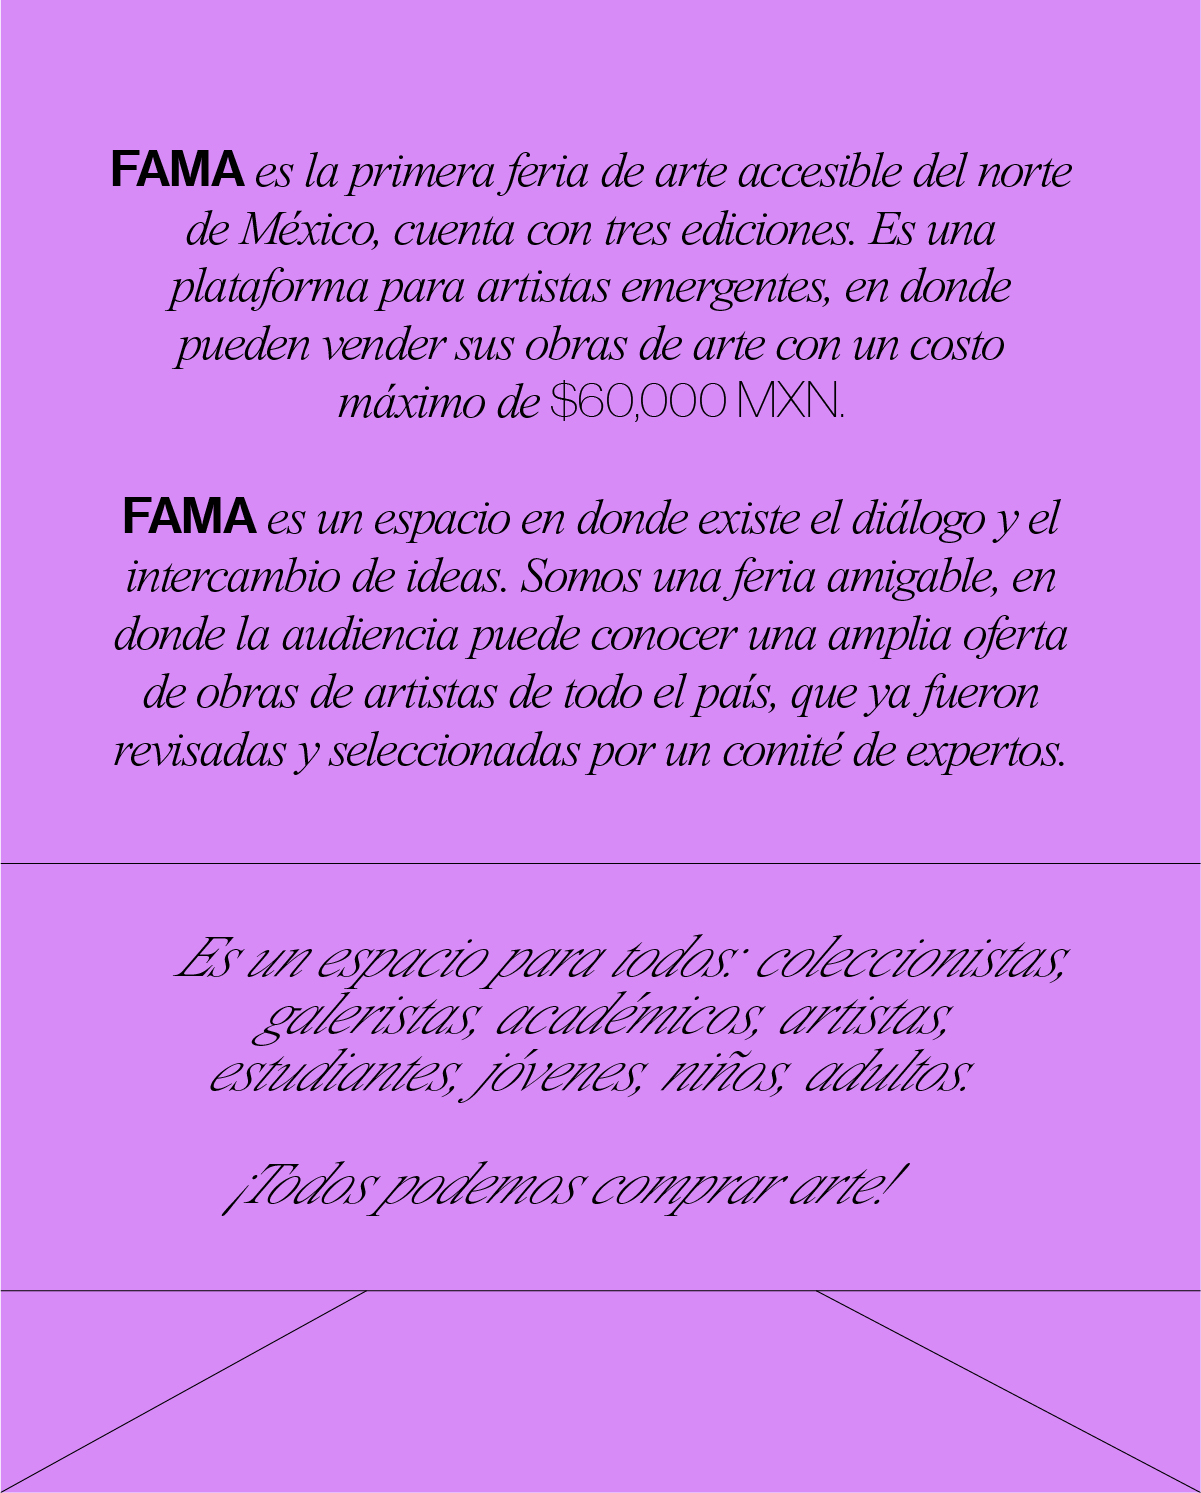 FAMA es la primera feria de arte accesible del norte
de México, cuenta con tres ediciones. Es una
plataforma para artistas emergentes, en donde
pueden vender sus obras de arte con un costo
máximo de $60,000 MXN.
FAMA es un espacio en donde existe el diálogo y el
intercambio de ideas. Somos una feria amigable, en
donde la audiencia puede conocer una amplia oferta
de obras de artistas de todo el país, que ya fueron
revisadas y seleccionadas por un comité de expertos.
Es un espacio para todos: coleccionistas,
galeristas, académicos, artistas,
estudiantes, jóvenes, niños, adultos.
¡Todos podemos comprar arte!